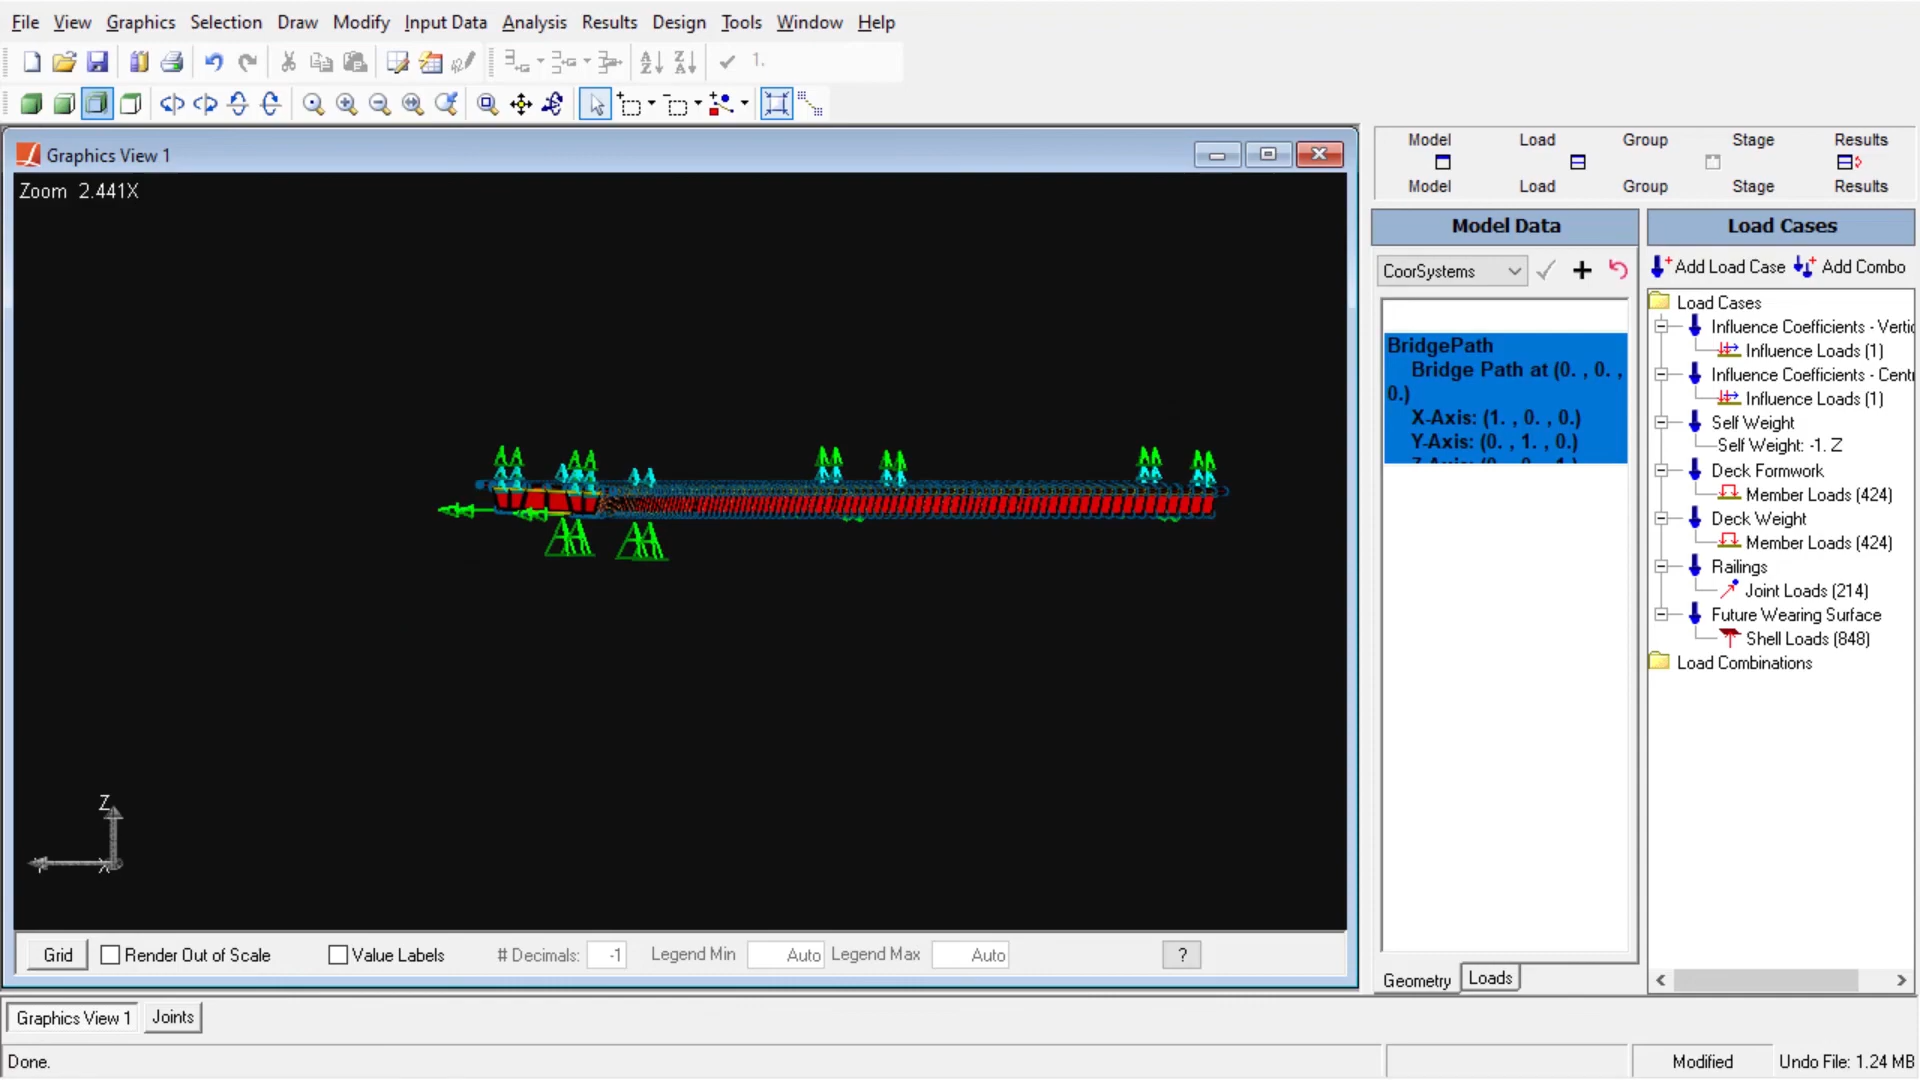 File View Graphics Selection Draw Modify Input Data Analysis Results Design Tools Window Help
1.
Graphics View 1
Zoom 2.441X
Z
Grid Render Out of Scale Value Labels # Decimals: -1 Legend Min Auto Legend Max Auto ?
Graphics View 1 Joints
Done.
Model Load Group Stage Results
Model Load Group Stage Results
Model Data
CoorSystems
BridgePath
Bridge Path at (0. , 0. ,
0.)
X-Axis: (1. , 0. , 0.)
Y-Axis: (0. , 1. , 0.)
Geometry Loads
Load Cases
Add Load Case Add Combo
Load Cases
Influence Coefficients - Vertic
Influence Loads (1)
Influence Coefficients - Centr
Influence Loads (1)
Self Weight
Self Weight: -1. Z
Deck Formwork
Member Loads (424)
Deck Weight
Member Loads (424)
Railings
Joint Loads (214)
Future Wearing Surface
Shell Loads (848)
Load Combinations
Modified Undo File: 1.24 MB